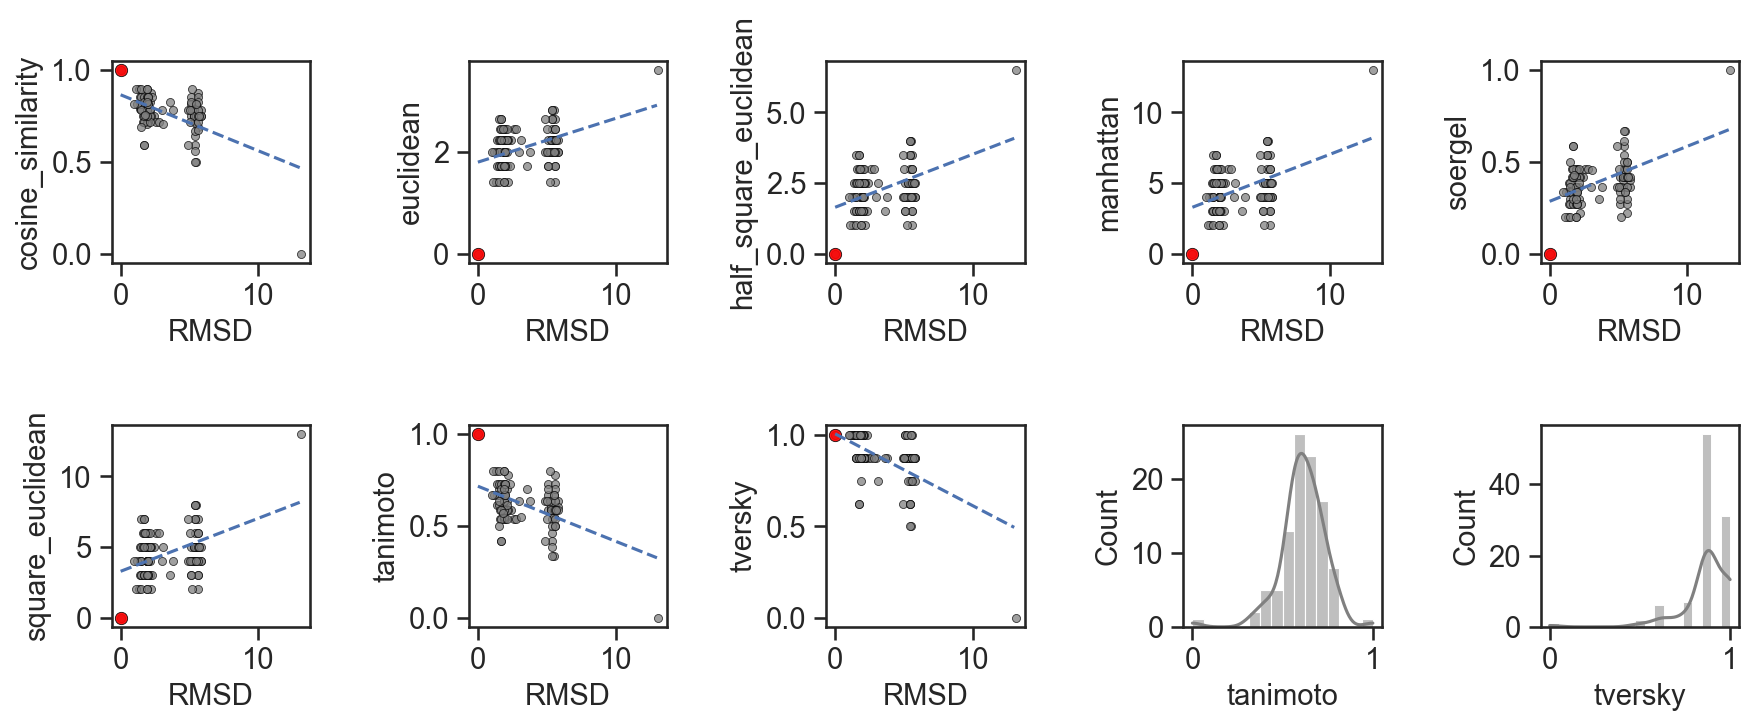 cosine_similarity
1.0
0.5
0.0
0 10
RMSD
euclidean
2
0
0 10
RMSD
half_square_euclidean
5.0
2.5
0.0
0 10
RMSD
manhattan
10
5
0
0 10
RMSD
soergel
1.0
0.5
0.0
0 10
RMSD
square_euclidean
10
5
0
0 10
RMSD
tanimoto
1.0
0.5
0.0
0 10
RMSD
tversky
1.0
0.5
0.0
0 10
RMSD
Count
20
10
0
0 1
tanimoto
Count
40
20
0
0 1
tversky